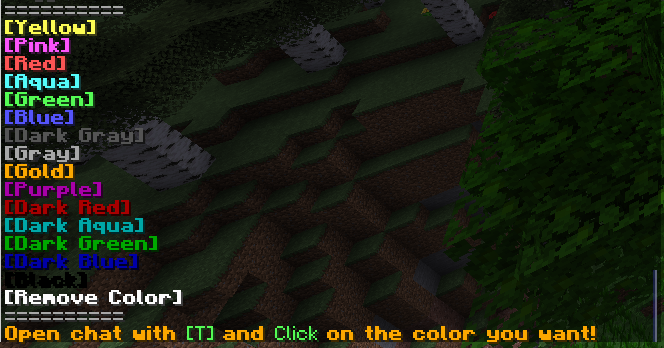 ==========
[Yellow]
[Pink]
[Red]
[Aqua]
[Green]
[Blue]
[Dark Gray]
[Gray]
[Gold]
[Purple]
[Dark Red]
[Dark Aqua]
[Dark Green]
[Dark Blue]
[Black]
[Remove Color]
==========
Open chat with [T] and Click on the color you want!